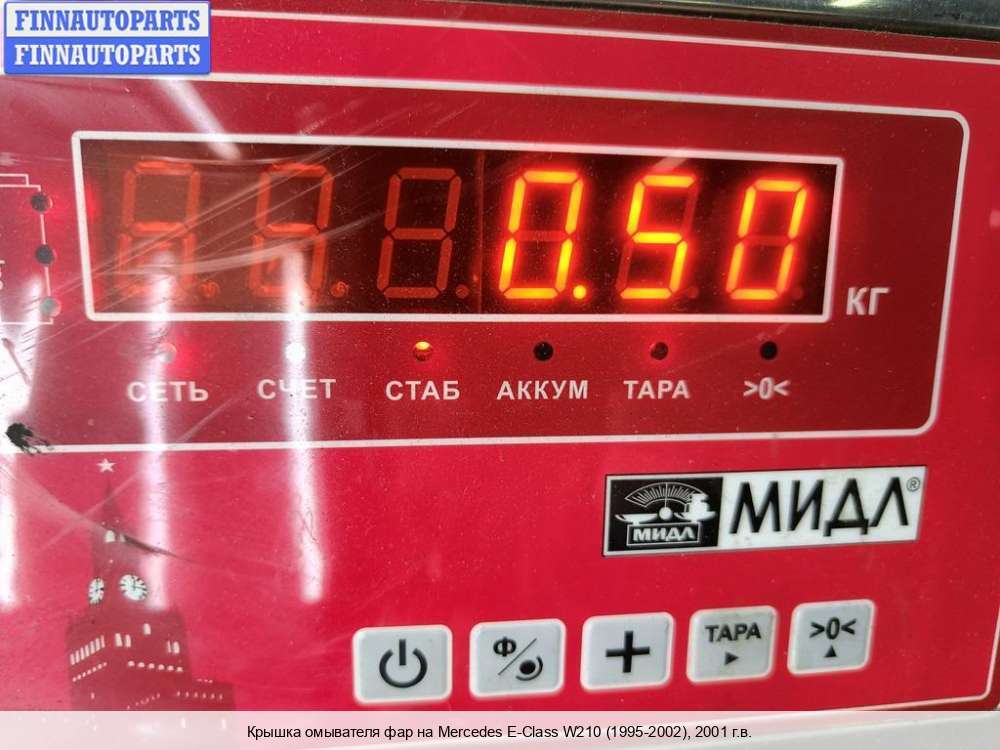 FINNAUTOPARTS
FINNAUTOPARTS
0.50
КГ
СЕТЬ СЧЕТ СТАБ АККУМ ТАРА >0<
МИДЛ МИДЛ®
Ф ТАРА >0<
Крышка омывателя фар на Mercedes E-Class W210 (1995-2002), 2001 г.в.